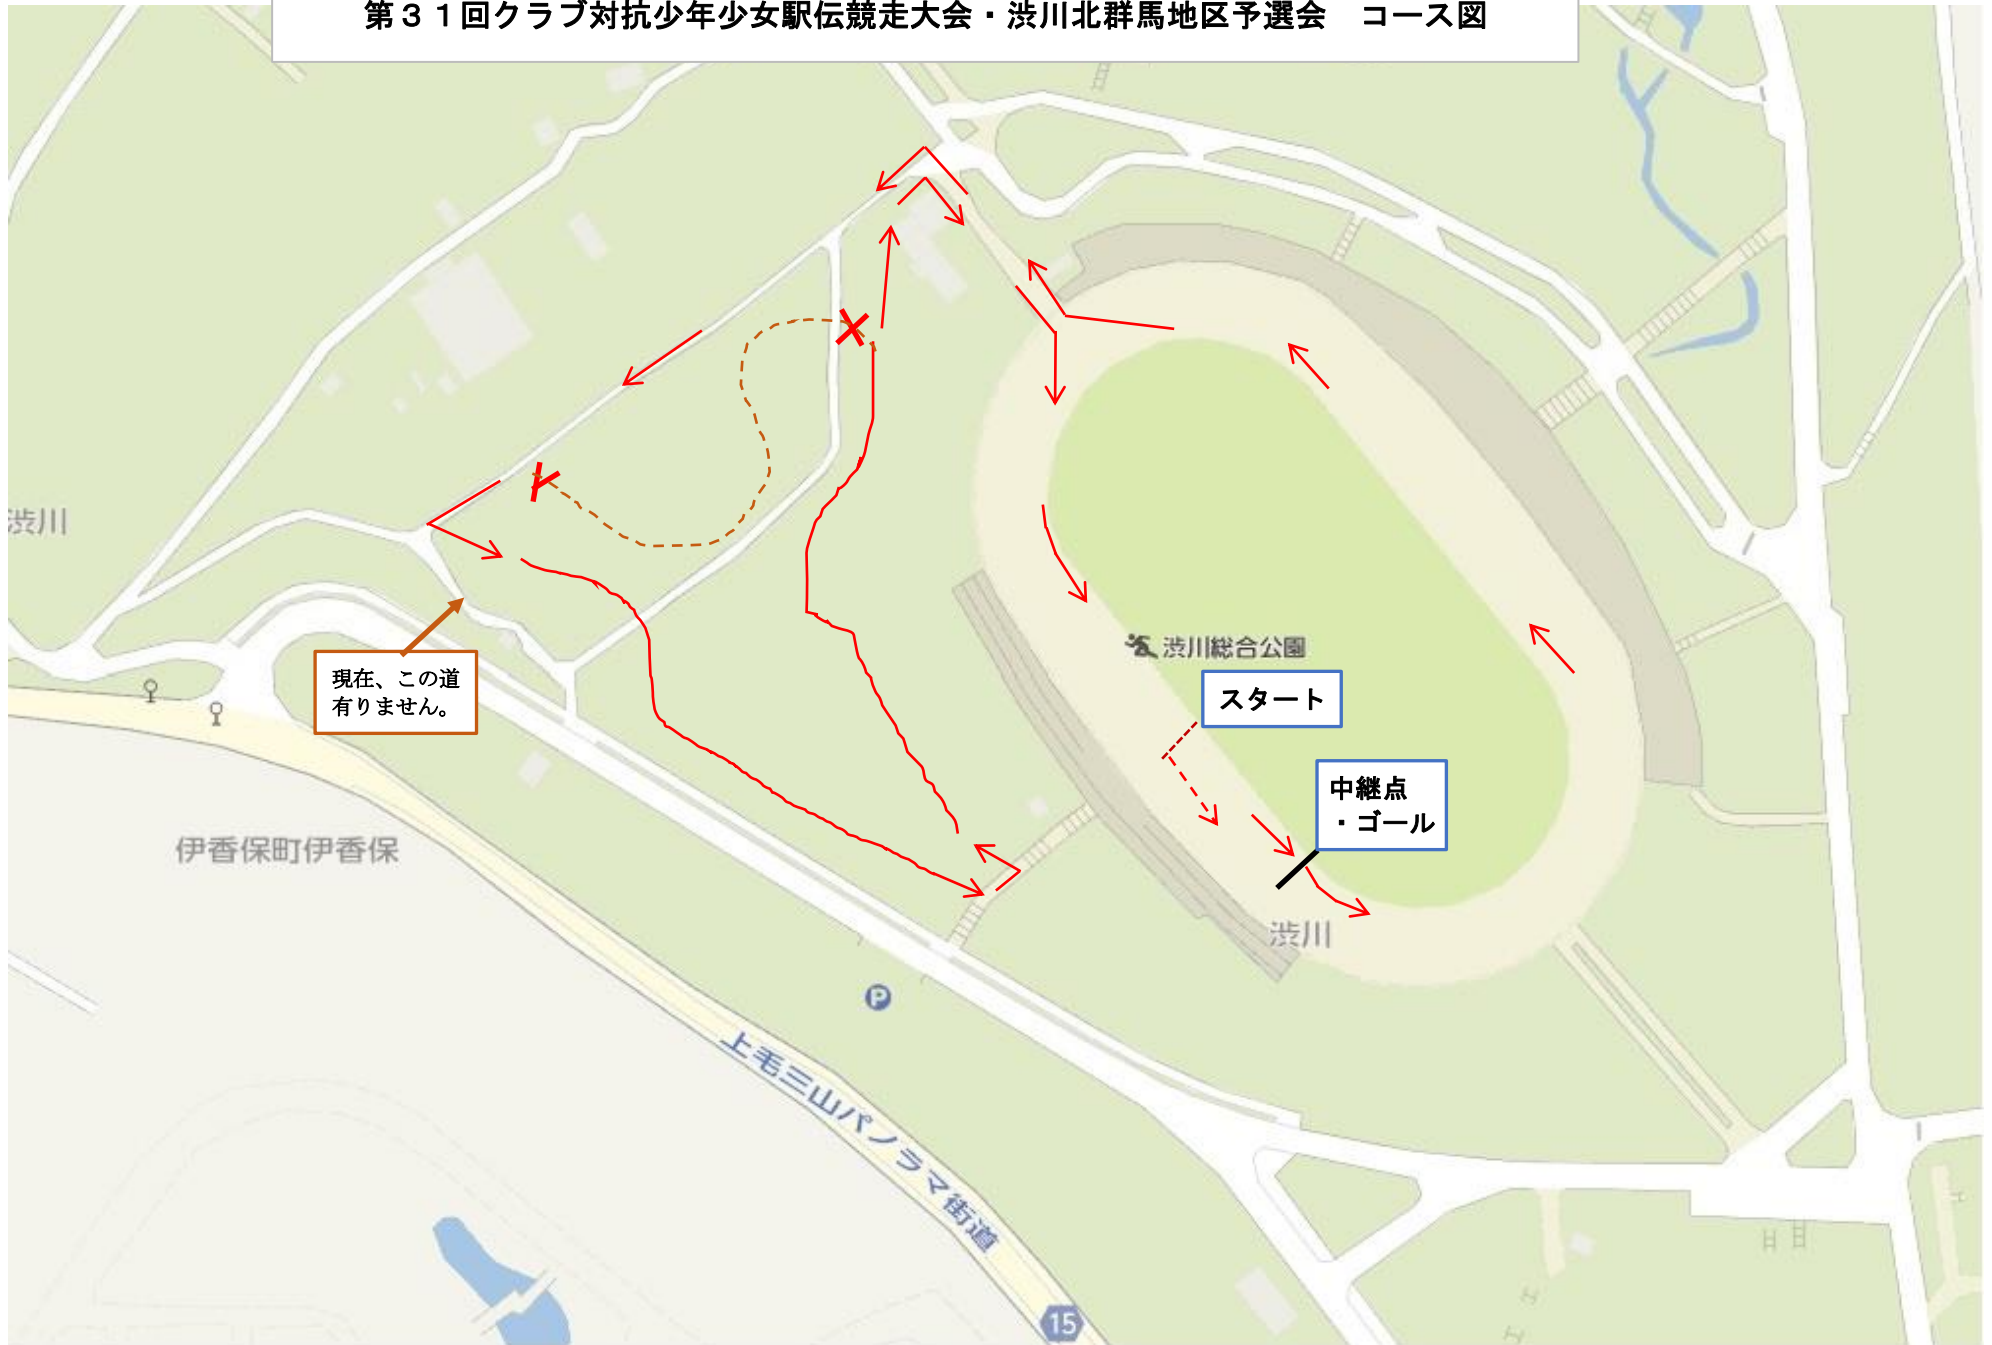 第３１回クラブ対抗少年少女駅伝競走大会・渋川北群馬地区予選会　コース図
渋川
現在、この道
有りません。
渋川総合公園
スタート
中継点
・ゴール
伊香保町伊香保
渋川
P
上毛三山パノラマ街道
15